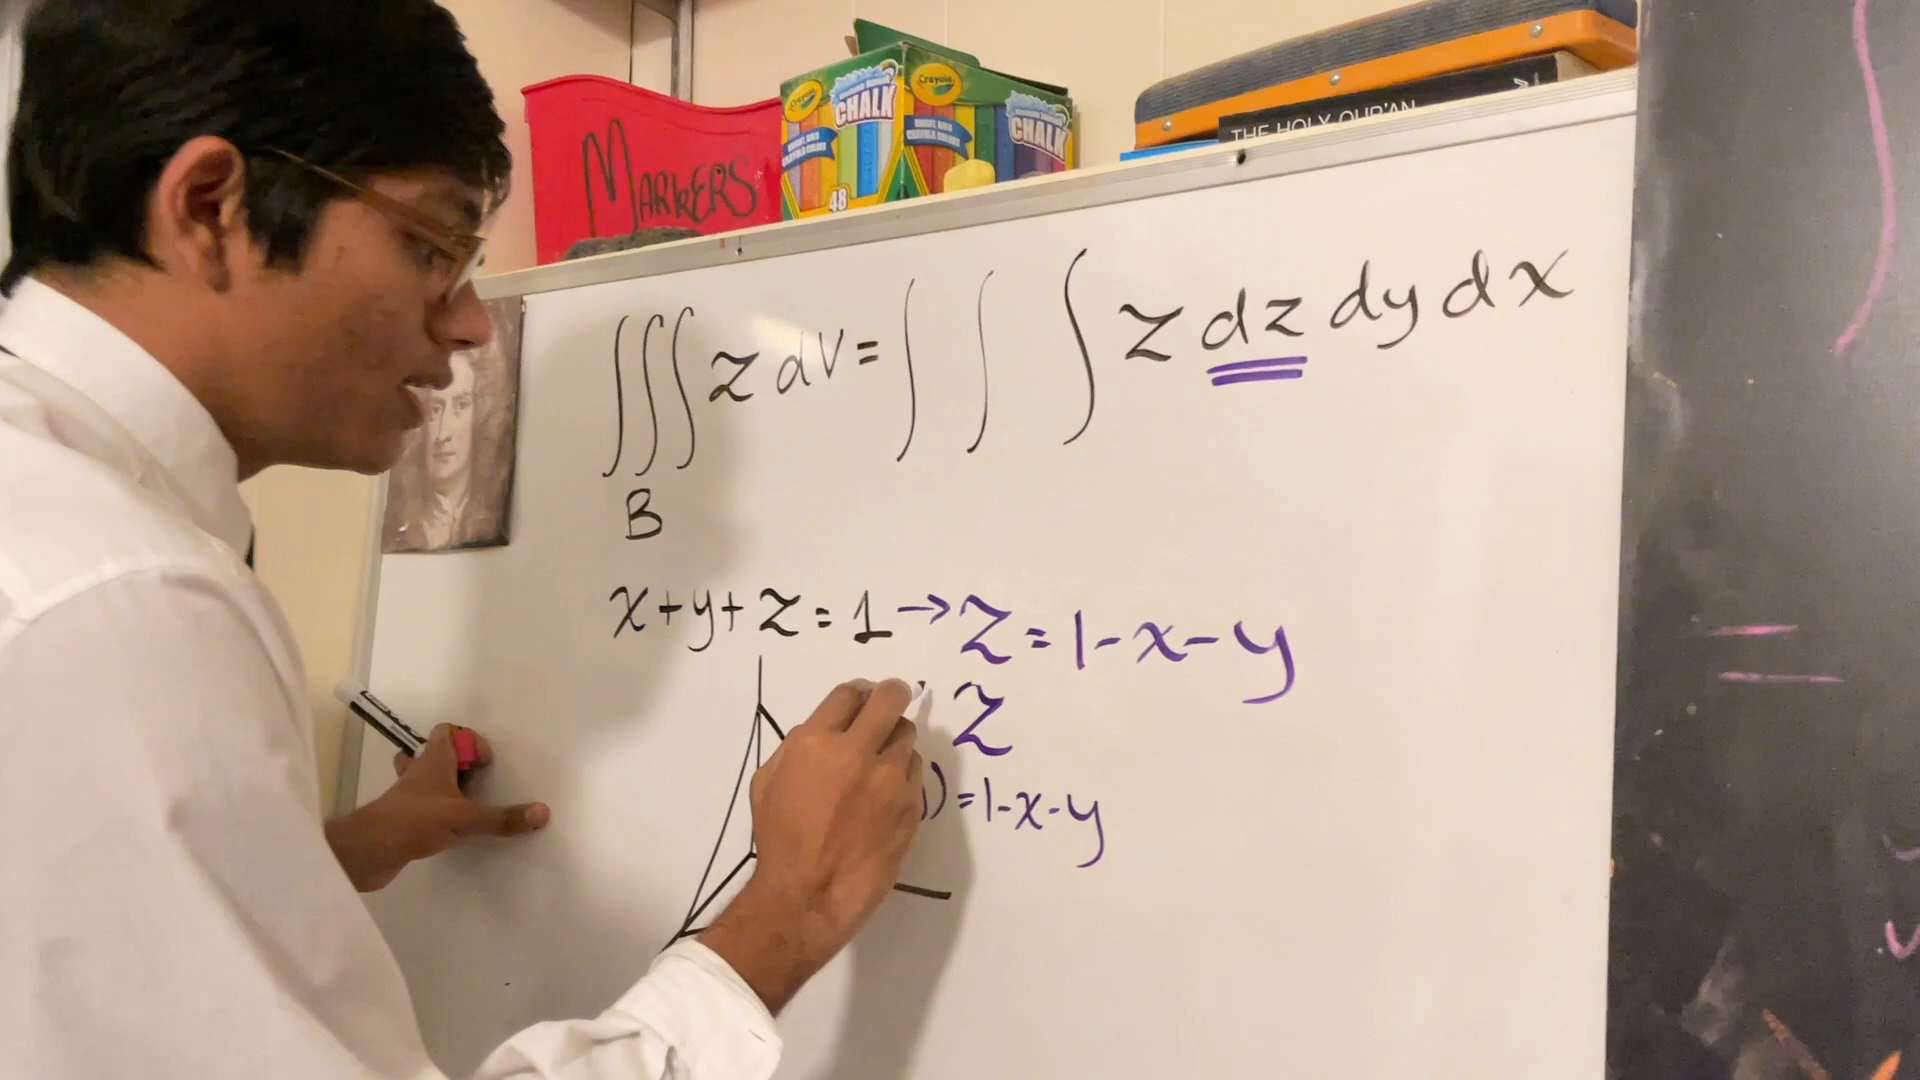 MARKERS
Crayola
CHALK
48
Crayola
CHALK
THE HOLY QUR'AN
∭ z dV = ∫ ∫ ∫ z dz dy dx
B
x+y+z=1 → z=1-x-y
z
)=1-x-y